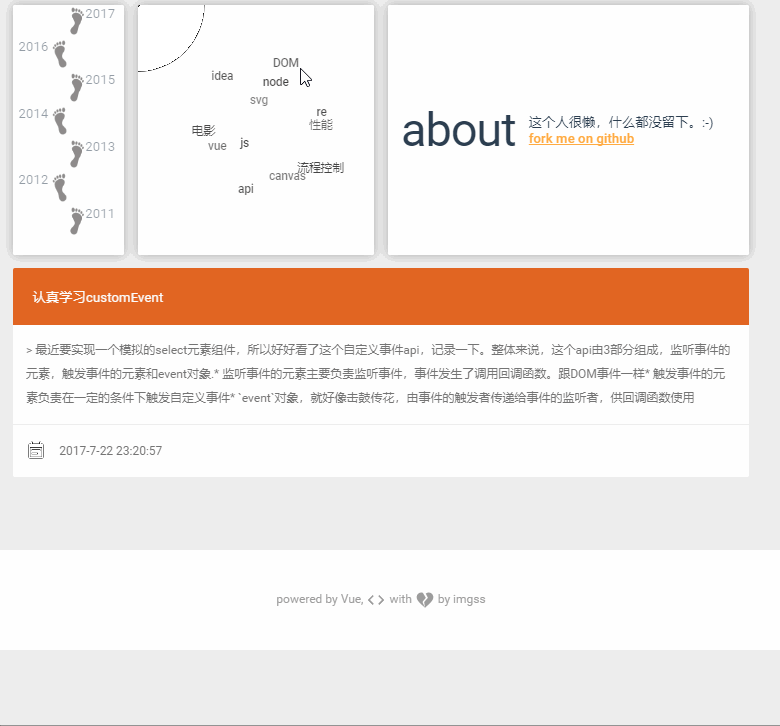 2017
2016
2015
2014
2013
2012
2011
DOM
idea
node
svg
re
性能
电影
vue
js
流程控制
canvas
api
about
这个人很懒，什么都没留下。:-)
fork me on github
认真学习customEvent
> 最近要实现一个模拟的select元素组件，所以好好看了这个自定义事件api，记录一下。整体来说，这个api由3部分组成，监听事件的
元素，触发事件的元素和event对象.* 监听事件的元素主要负责监听事件，事件发生了调用回调函数。跟DOM事件一样* 触发事件的元
素负责在一定的条件下触发自定义事件* `event`对象，就好像击鼓传花，由事件的触发者传递给事件的监听者，供回调函数使用
2017-7-22 23:20:57
powered by Vue, <> with by imgss